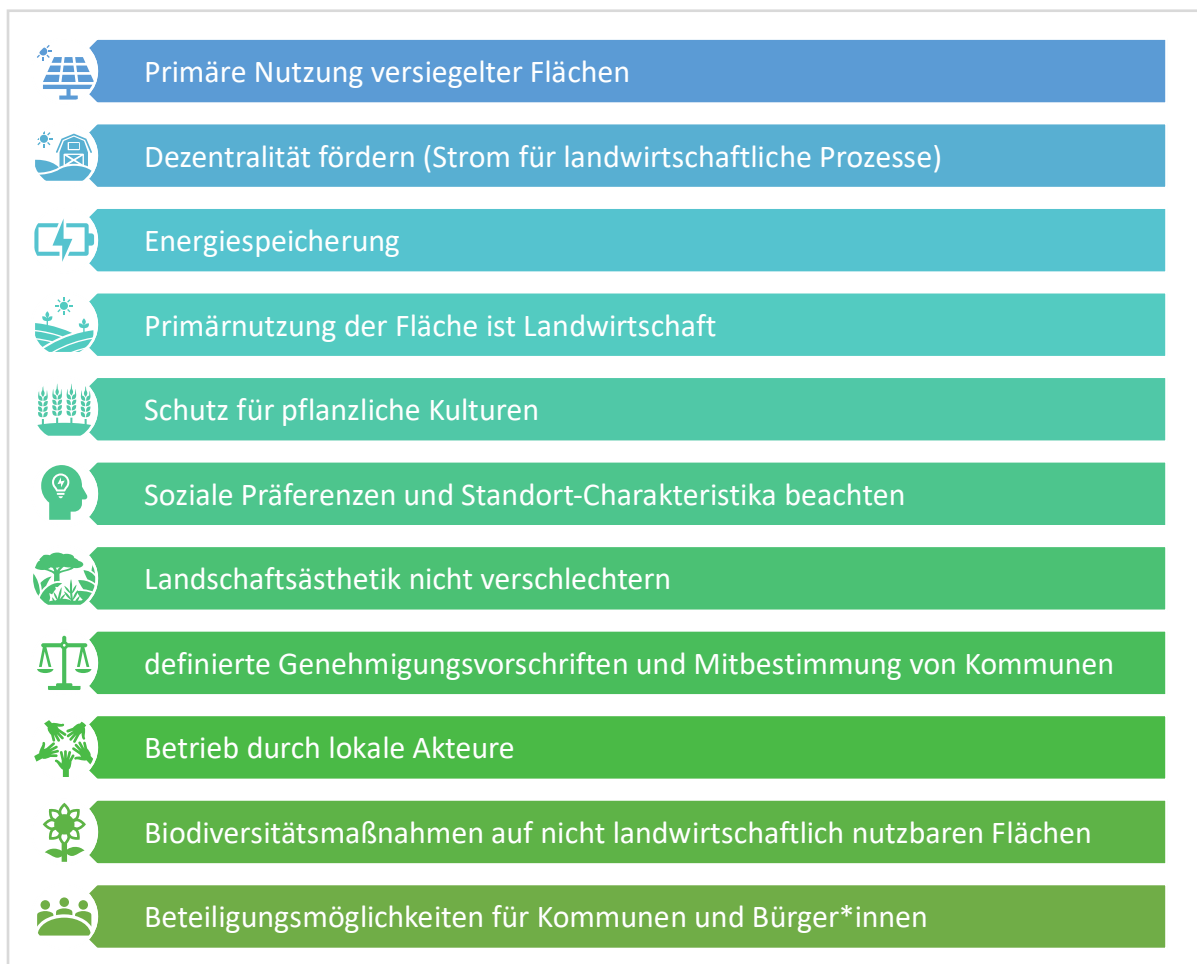 Primäre Nutzung versiegelter Flächen
Dezentralität fördern (Strom für landwirtschaftliche Prozesse)
Energiespeicherung
Primärnutzung der Fläche ist Landwirtschaft
Schutz für pflanzliche Kulturen
Soziale Präferenzen und Standort-Charakteristika beachten
Landschaftsästhetik nicht verschlechtern
definierte Genehmigungsvorschriften und Mitbestimmung von Kommunen
Betrieb durch lokale Akteure
Biodiversitätsmaßnahmen auf nicht landwirtschaftlich nutzbaren Flächen
Beteiligungsmöglichkeiten für Kommunen und Bürger*innen